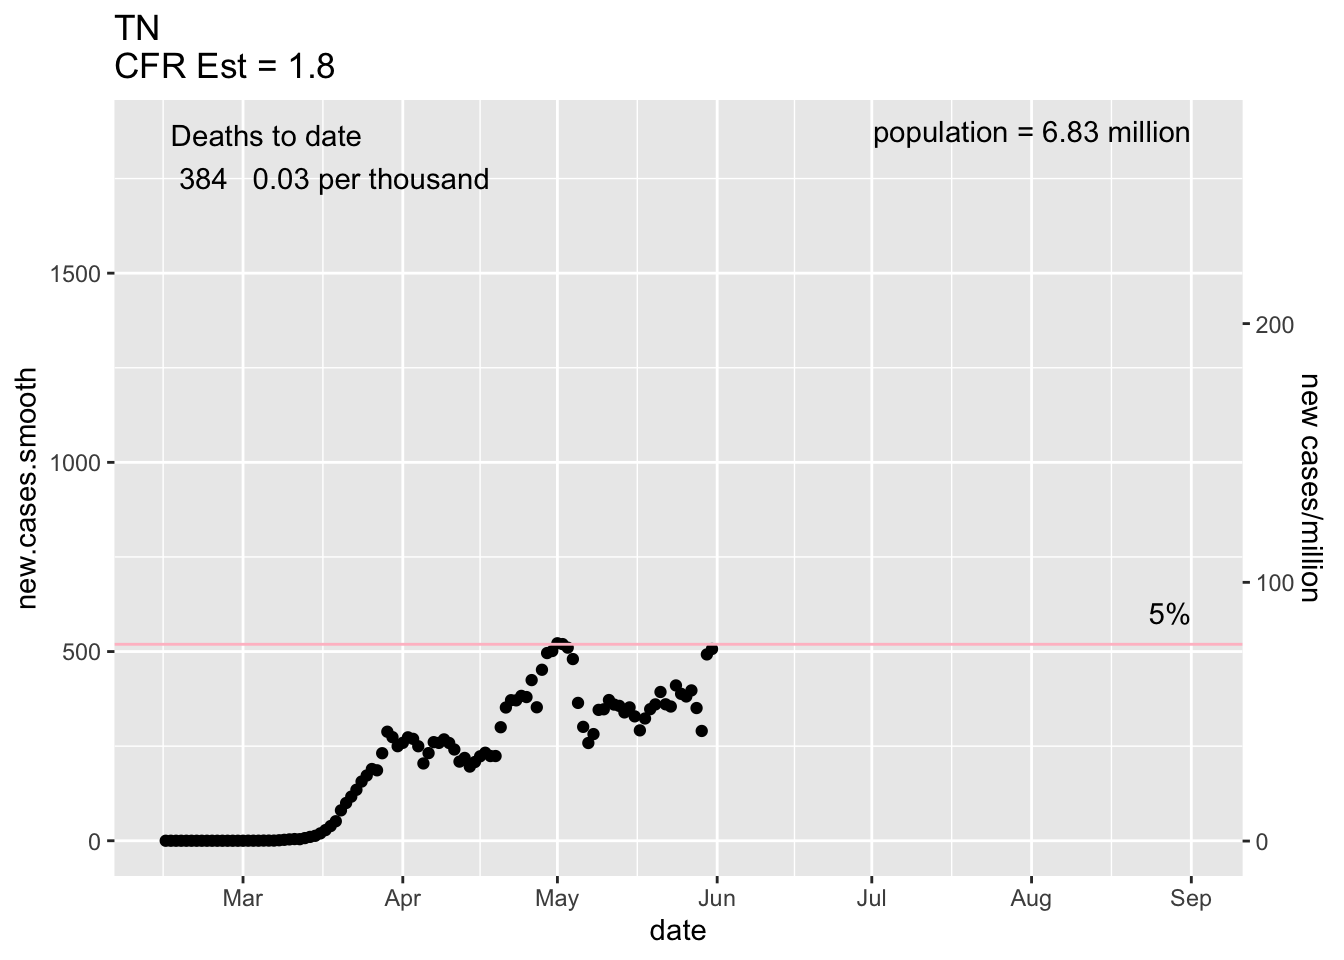 TN
CFR Est = 1.8
Deaths to date
384 0.03 per thousand
population = 6.83 million
1500
1000
500
0
new.cases.smooth
200
100
0
new cases/million
5%
Mar Apr May Jun Jul Aug Sep
date